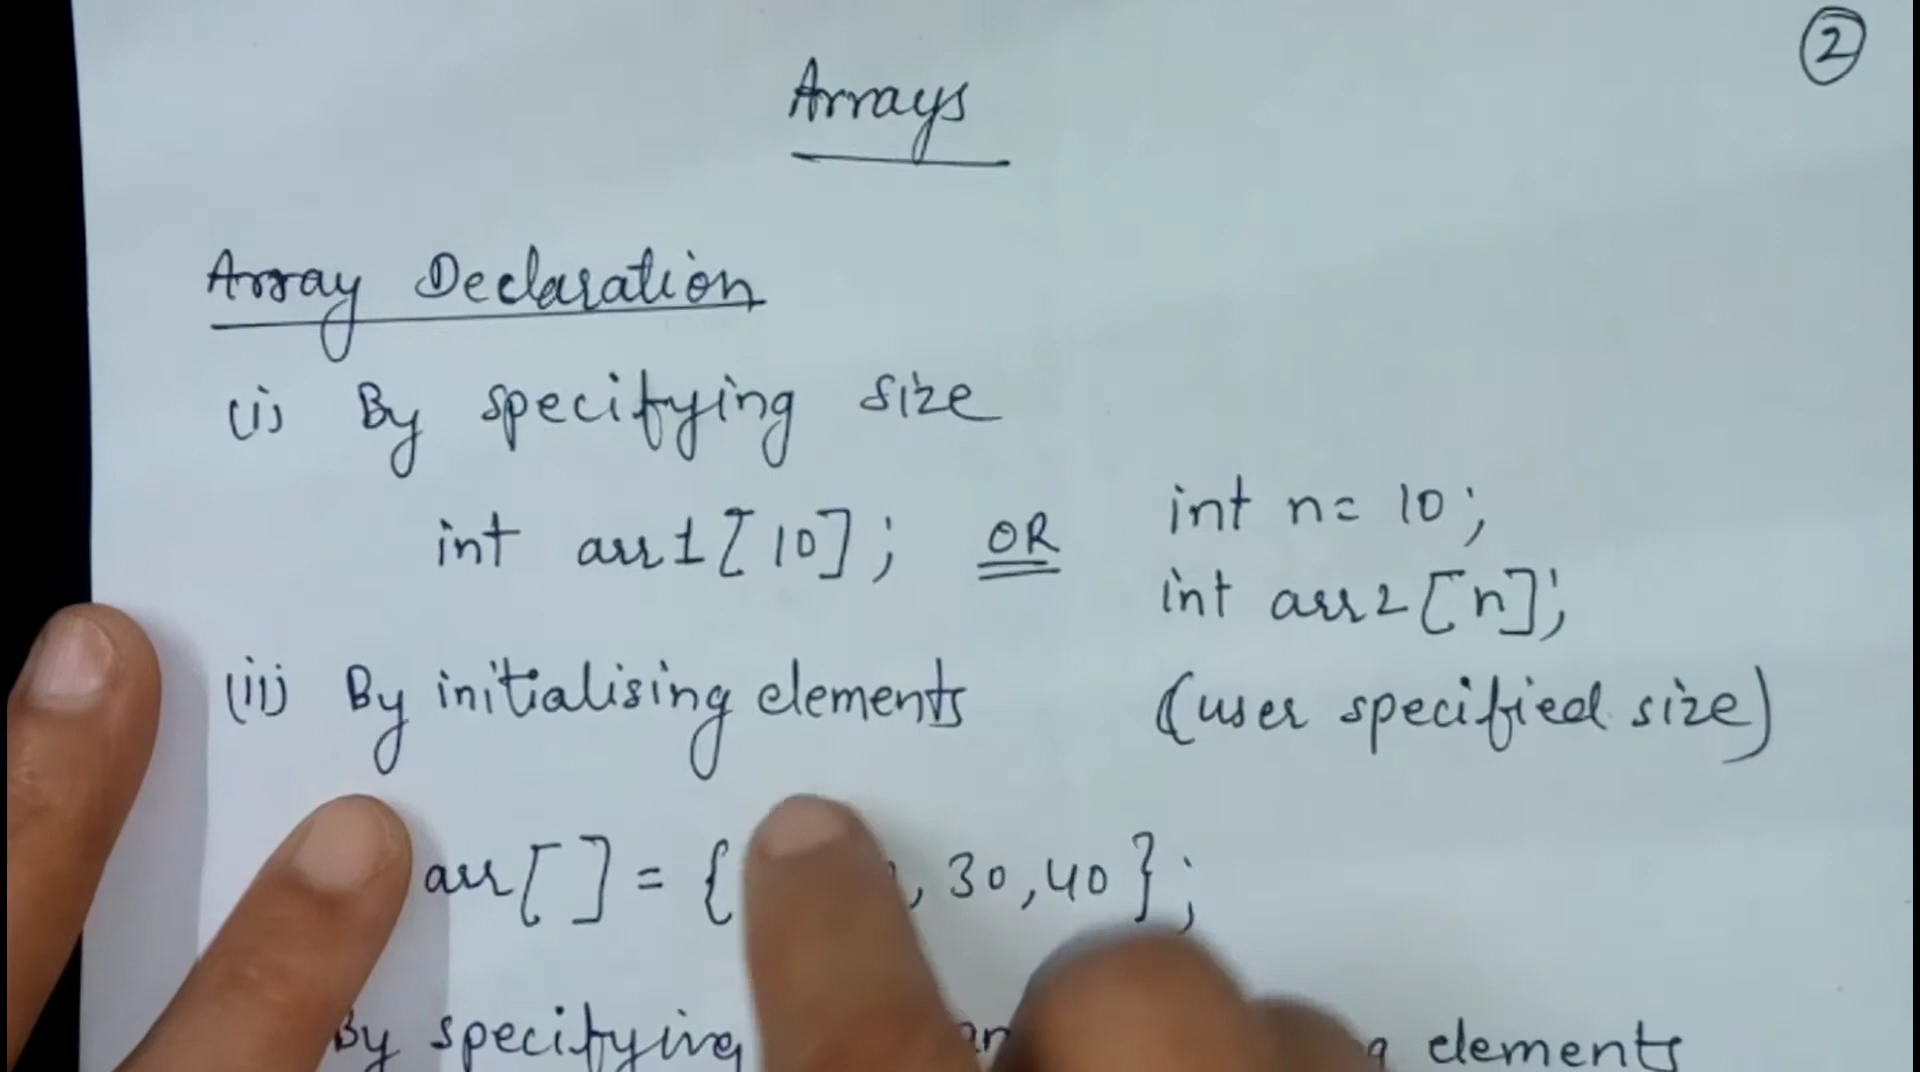 2
Arrays
Array Declaration
(i) By specifying size
int arr1[10]; OR
int n= 10;
int arr2[n];
(user specified size)
(ii) By initialising elements
arr[ ] = { , 30, 40 };
By specifying elements